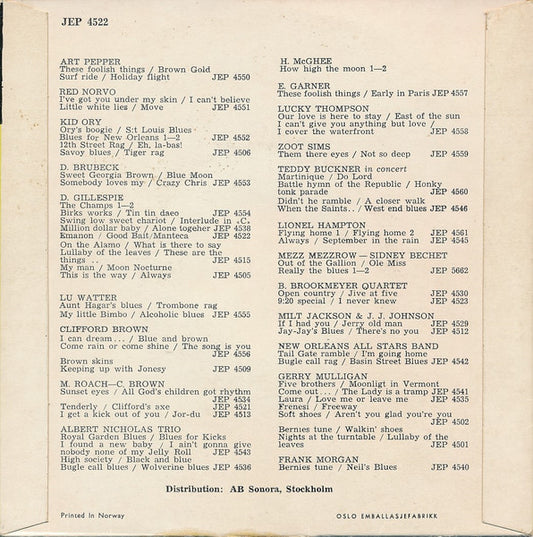 JEP 4522
ART PEPPER
These foolish things / Brown Gold
Surf ride / Holiday flight JEP 4550
RED NORVO
I've got you under my skin / I can't believe
Little white lies / Move JEP 4551
KID ORY
Ory's boogie / S:t Louis Blues
Blues for New Orleans 1—2 JEP 4552
12th Street Rag / Eh, la-bas!
Savoy blues / Tiger rag JEP 4506
D. BRUBECK
Sweet Georgia Brown / Blue Moon
Somebody loves my / Crazy Chris JEP 4553
D. GILLESPIE
The Champs 1—2
Birks works / Tin tin daeo JEP 4554
Swing low sweet chariot / Interlude in .C.
Million dollar baby / Alone togeher JEP 4538
Emanon / Good Bait/Manteca JEP 4522
On the Alamo / What is there to say
Lullaby of the leaves / These are the
things .. JEP 4515
My man / Moon Nocturne
This is the way / Always JEP 4505
LU WATTER
Aunt Hagar's blues / Trombone rag
My little Bimbo / Alcoholic blues JEP 4555
CLIFFORD BROWN
I can dream... / Blue and brown
Come rain or come shine / The song is you
JEP 4556
Brown skins
Keeping up with Jonesy JEP 4509
M. ROACH—C. BROWN
Sunset eyes / All God's children got rhythm
JEP 4534
Tenderly / Clifford's axe JEP 4521
I get a kick out of you / Jor-du JEP 4513
ALBERT NICHOLAS TRIO
Royal Garden Blues / Blues for Kicks
I found a new baby / I ain't gonna give
nobody none of my Jelly Roll JEP 4543
High society / Black and blue
Bugle call blues / Wolverine blues JEP 4536
H. McGHEE
How high the moon 1—2
E. GARNER
These foolish things / Early in Paris JEP 4557
LUCKY THOMPSON
Our love is here to stay / East of the sun
I can't give you anything but love /
I cover the waterfront JEP 4558
ZOOT SIMS
Them there eyes / Not so deep JEP 4559
TEDDY BUCKNER in concert
Martinique / Do Lord
Battle hymn of the Republic / Honky
tonk parade JEP 4560
Didn't he ramble / A closer walk
When the Saints.. / West end blues JEP 4546
LIONEL HAMPTON
Flying home 1 / Flying home 2 JEP 4561
Always / September in the rain JEP 4545
MEZZ MEZZROW — SIDNEY BECHET
Out of the Gallion / Ole Miss
Really the blues 1—2 JEP 5662
B. BROOKMEYER QUARTET
Open country / Jive at five JEP 4530
9:20 special / I never knew JEP 4523
MILT JACKSON & J. J. JOHNSON
If I had you / Jerry old man JEP 4529
Jay-Jay's Blues / There's no you JEP 4512
NEW ORLEANS ALL STARS BAND
Tail Gate ramble / I'm going home
Bugle call rag / Basin Street Blues JEP 4542
GERRY MULLIGAN
Five brothers / Moonligt in Vermont
Come out... / The Lady is a tramp JEP 4541
Laura / Love me or leave me JEP 4535
Frenesi / Freeway
Soft shoes / Aren't you glad you're you
JEP 4502
Bernies tune / Walkin' shoes
Nights at the turntable / Lullaby of the
leaves JEP 4501
FRANK MORGAN
Bernies tune / Neil's Blues JEP 4540
Distribution: AB Sonora, Stockholm
Printed in Norway
OSLO EMBALLASJEFABRIKK